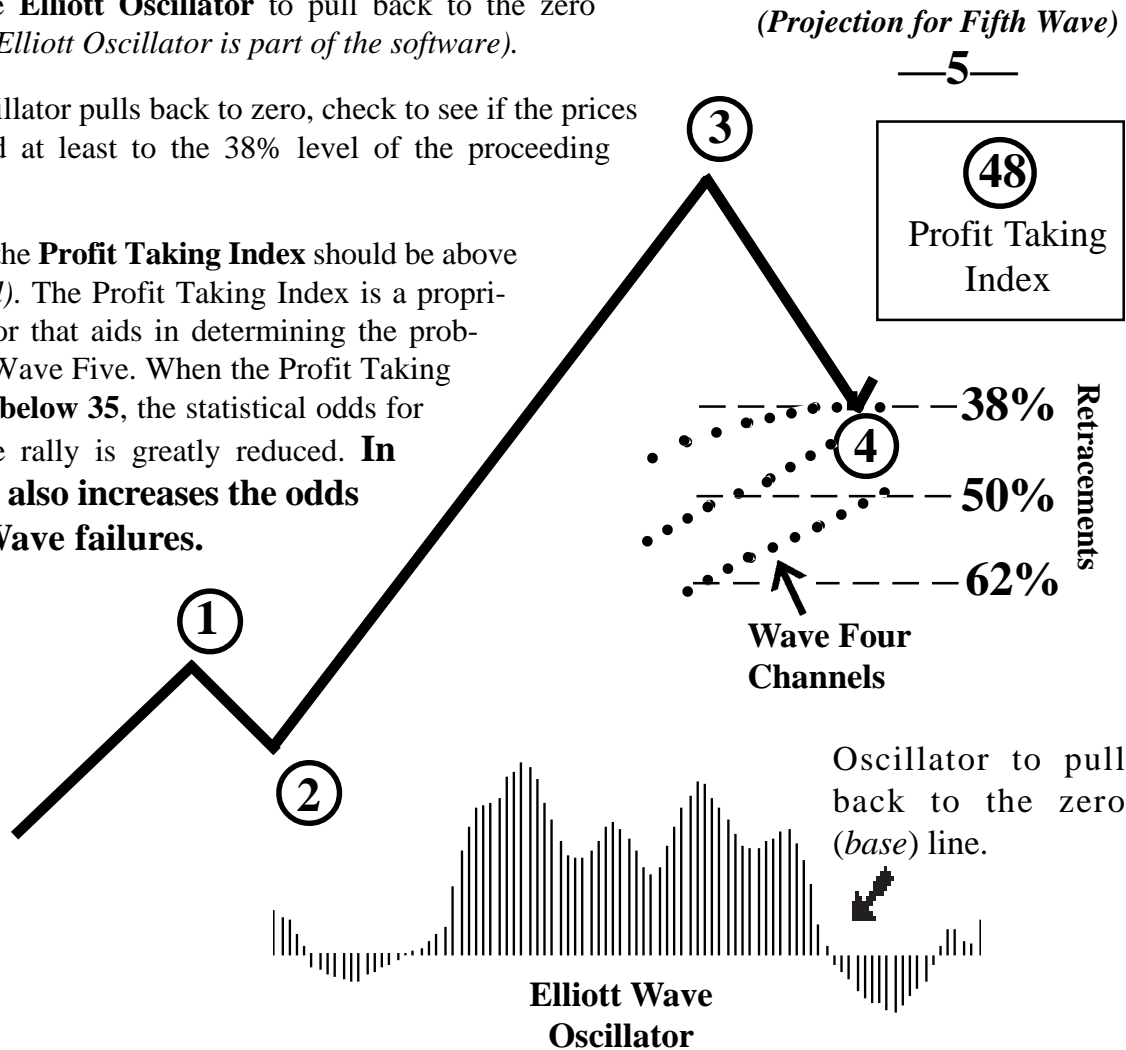 Elliott Oscillator to pull back to the zero
Elliott Oscillator is part of the software).
illator pulls back to zero, check to see if the prices
d at least to the 38% level of the proceeding
the Profit Taking Index should be above
). The Profit Taking Index is a propri-
or that aids in determining the prob-
Wave Five. When the Profit Taking
below 35, the statistical odds for
e rally is greatly reduced. In
also increases the odds
Wave failures.
(Projection for Fifth Wave)
—5—
3
48
Profit Taking
Index
38%
4
50%
62%
Retracements
Wave Four
Channels
1
2
Oscillator to pull
back to the zero
(base) line.
Elliott Wave
Oscillator